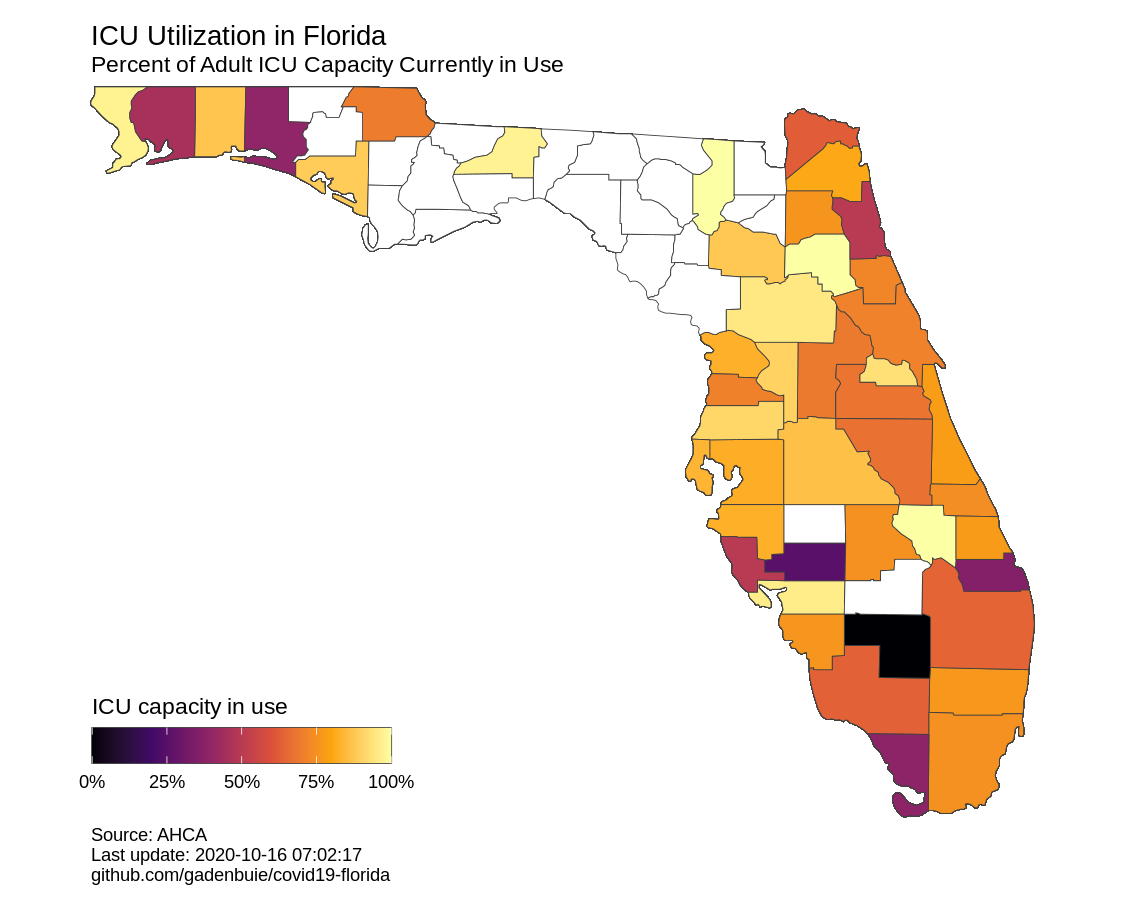 ICU Utilization in Florida
Percent of Adult ICU Capacity Currently in Use
ICU capacity in use
0% 25% 50% 75% 100%
Source: AHCA
Last update: 2020-10-16 07:02:17
github.com/gadenbuie/covid19-florida